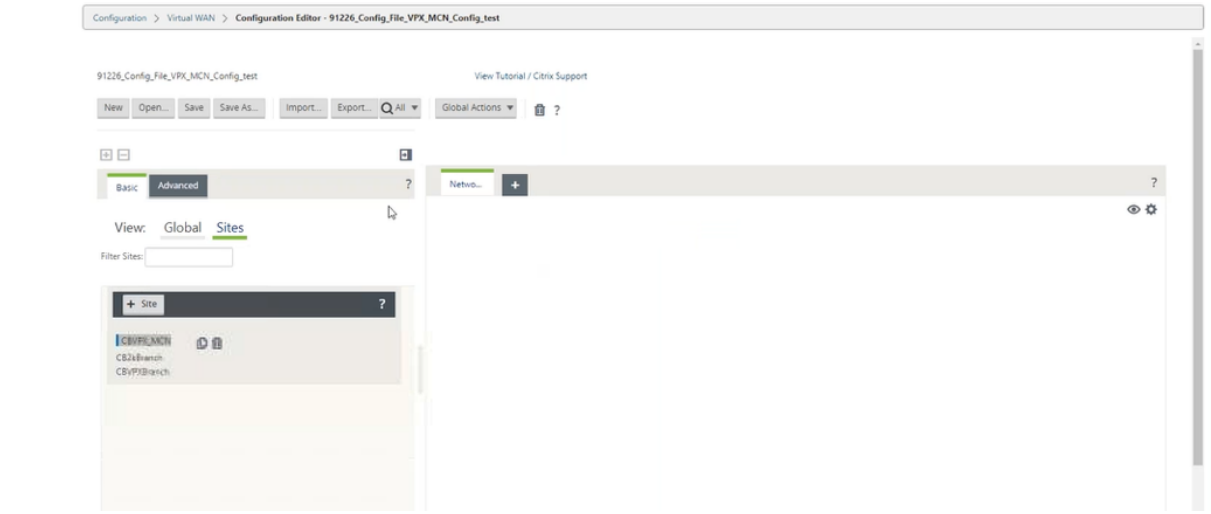 Configuration > Virtual WAN > Configuration Editor - 91226_Config_File_VPX_MCN_Config_test
91226_Config_File_VPX_MCN_Config_test View Tutorial / Citrix Support
New Open... Save Save As... Import... Export... All Global Actions ?
Basic Advanced ? Netwo... + ?
View: Global Sites
Filter Sites:
+ Site ?
CBVPX_MCN
CB2kBranch
CBVPXBranch